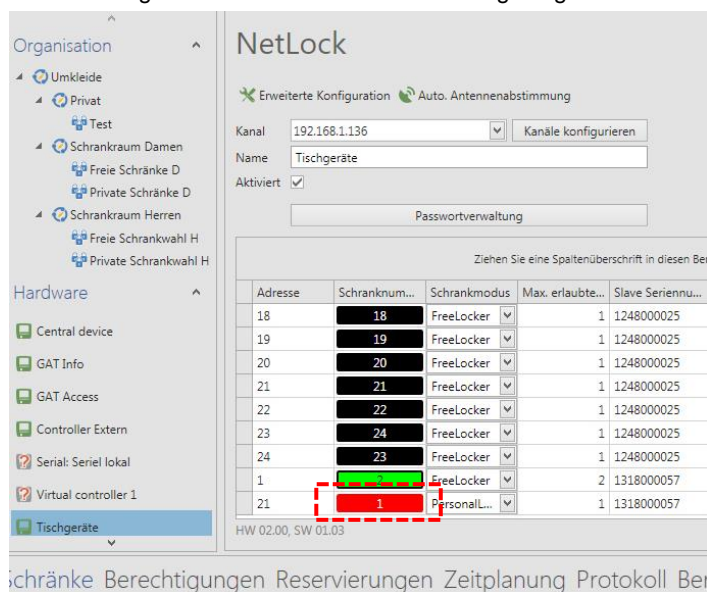 Organisation
Umkleide
Privat
Test
Schrankraum Damen
Freie Schränke D
Private Schränke D
Schrankraum Herren
Freie Schrankwahl H
Private Schrankwahl H
Hardware
Central device
GAT Info
GAT Access
Controller Extern
Serial: Seriel lokal
Virtual controller 1
Tischgeräte
NetLock
Erweiterte Konfiguration Auto. Antennenabstimmung
Kanal 192.168.1.136 Kanäle konfigurieren
Name Tischgeräte
Aktiviert
Passwortverwaltung
Ziehen Sie eine Spaltenüberschrift in diesen Be
Adresse Schranknum... Schrankmodus Max. erlaubte... Slave Seriennu...
18 18 FreeLocker 1 1248000025
19 19 FreeLocker 1 1248000025
20 20 FreeLocker 1 1248000025
21 21 FreeLocker 1 1248000025
22 22 FreeLocker 1 1248000025
23 24 FreeLocker 1 1248000025
24 23 FreeLocker 1 1248000025
1 2 FreeLocker 2 1318000057
21 1 PersonalL... 1 1318000057
HW 02.00, SW 01.03
Schränke Berechtigungen Reservierungen Zeitplanung Protokoll Ber